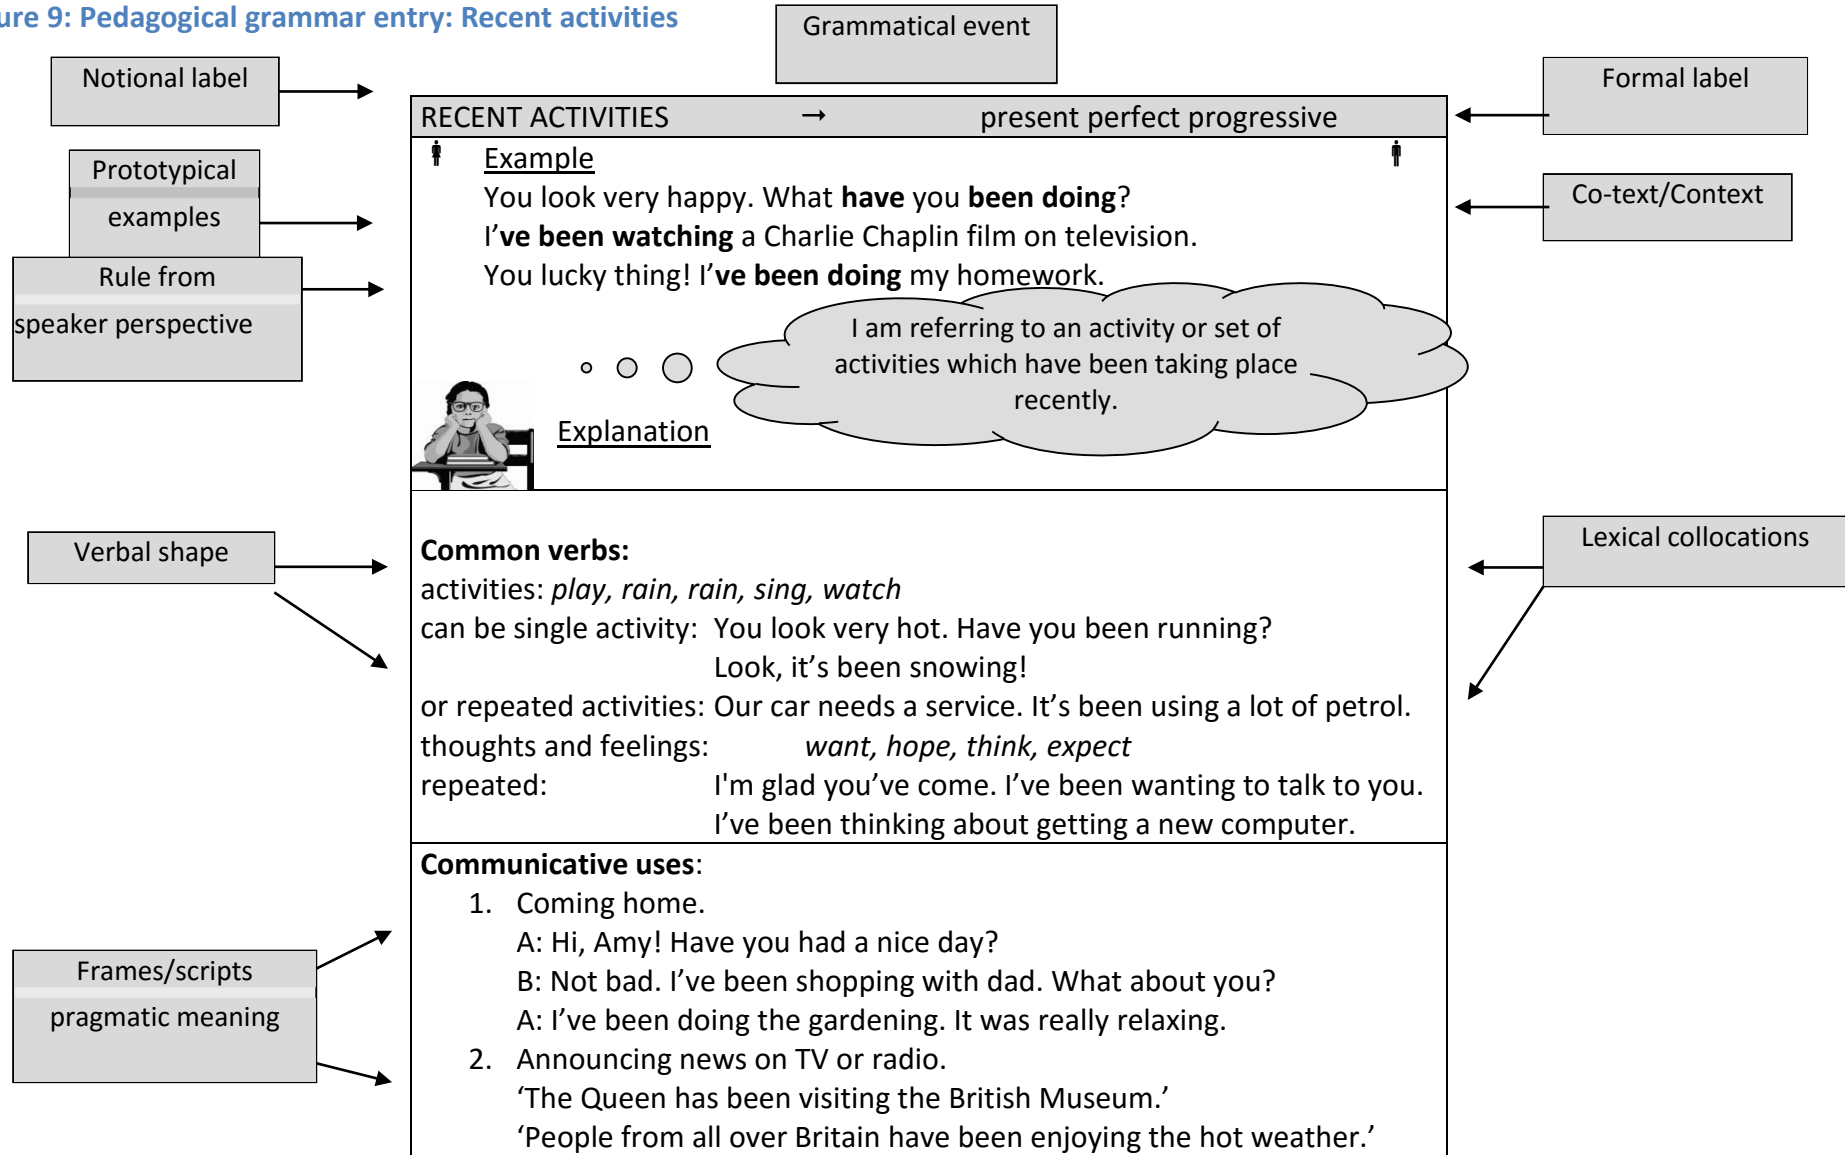 ure 9: Pedagogical grammar entry: Recent activities
Grammatical event
Notional label
Formal label
RECENT ACTIVITIES → present perfect progressive
Prototypical
examples
Co-text/Context
Rule from
speaker perspective
Example
You look very happy. What have you been doing?
I’ve been watching a Charlie Chaplin film on television.
You lucky thing! I’ve been doing my homework.
I am referring to an activity or set of
activities which have been taking place
recently.
Explanation
Verbal shape
Lexical collocations
Common verbs:
activities: play, rain, rain, sing, watch
can be single activity: You look very hot. Have you been running?
Look, it’s been snowing!
or repeated activities: Our car needs a service. It’s been using a lot of petrol.
thoughts and feelings: want, hope, think, expect
repeated: I'm glad you’ve come. I’ve been wanting to talk to you.
I’ve been thinking about getting a new computer.
Frames/scripts
pragmatic meaning
Communicative uses:
1. Coming home.
A: Hi, Amy! Have you had a nice day?
B: Not bad. I’ve been shopping with dad. What about you?
A: I’ve been doing the gardening. It was really relaxing.
2. Announcing news on TV or radio.
‘The Queen has been visiting the British Museum.’
‘People from all over Britain have been enjoying the hot weather.’